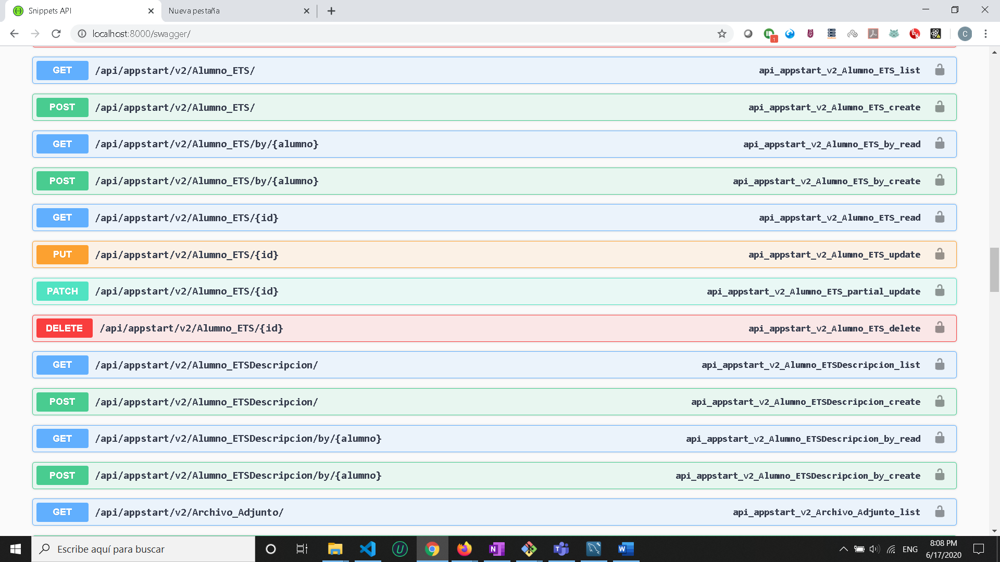 Snippets API
Nueva pestaña
localhost:8000/swagger/
1
C
GET /api/appstart/v2/Alumno_ETS/ api_appstart_v2_Alumno_ETS_list
POST /api/appstart/v2/Alumno_ETS/ api_appstart_v2_Alumno_ETS_create
GET /api/appstart/v2/Alumno_ETS/by/{alumno} api_appstart_v2_Alumno_ETS_by_read
POST /api/appstart/v2/Alumno_ETS/by/{alumno} api_appstart_v2_Alumno_ETS_by_create
GET /api/appstart/v2/Alumno_ETS/{id} api_appstart_v2_Alumno_ETS_read
PUT /api/appstart/v2/Alumno_ETS/{id} api_appstart_v2_Alumno_ETS_update
PATCH /api/appstart/v2/Alumno_ETS/{id} api_appstart_v2_Alumno_ETS_partial_update
DELETE /api/appstart/v2/Alumno_ETS/{id} api_appstart_v2_Alumno_ETS_delete
GET /api/appstart/v2/Alumno_ETSDescripcion/ api_appstart_v2_Alumno_ETSDescripcion_list
POST /api/appstart/v2/Alumno_ETSDescripcion/ api_appstart_v2_Alumno_ETSDescripcion_create
GET /api/appstart/v2/Alumno_ETSDescripcion/by/{alumno} api_appstart_v2_Alumno_ETSDescripcion_by_read
POST /api/appstart/v2/Alumno_ETSDescripcion/by/{alumno} api_appstart_v2_Alumno_ETSDescripcion_by_create
GET /api/appstart/v2/Archivo_Adjunto/ api_appstart_v2_Archivo_Adjunto_list
Escribe aquí para buscar
ENG
8:08 PM
6/17/2020